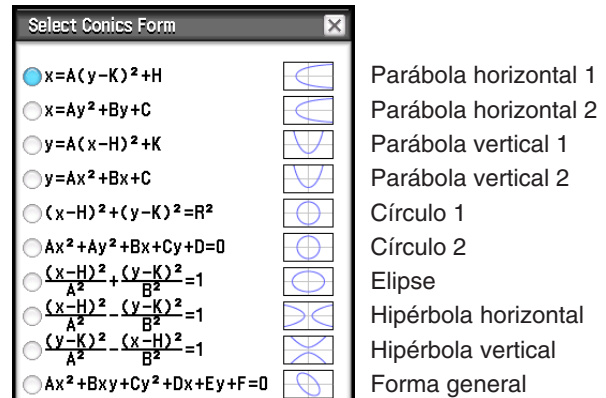 Select Conics Form
x=A(y-K)²+H Parábola horizontal 1
x=Ay²+By+C Parábola horizontal 2
y=A(x-H)²+K Parábola vertical 1
y=Ax²+Bx+C Parábola vertical 2
(x-H)²+(y-K)²=R² Círculo 1
Ax²+Ay²+Bx+Cy+D=0 Círculo 2
(x-H)²/A²+(y-K)²/B²=1 Elipse
(x-H)²/A²-(y-K)²/B²=1 Hipérbola horizontal
(y-K)²/A²-(x-H)²/B²=1 Hipérbola vertical
Ax²+Bxy+Cy²+Dx+Ey+F=0 Forma general